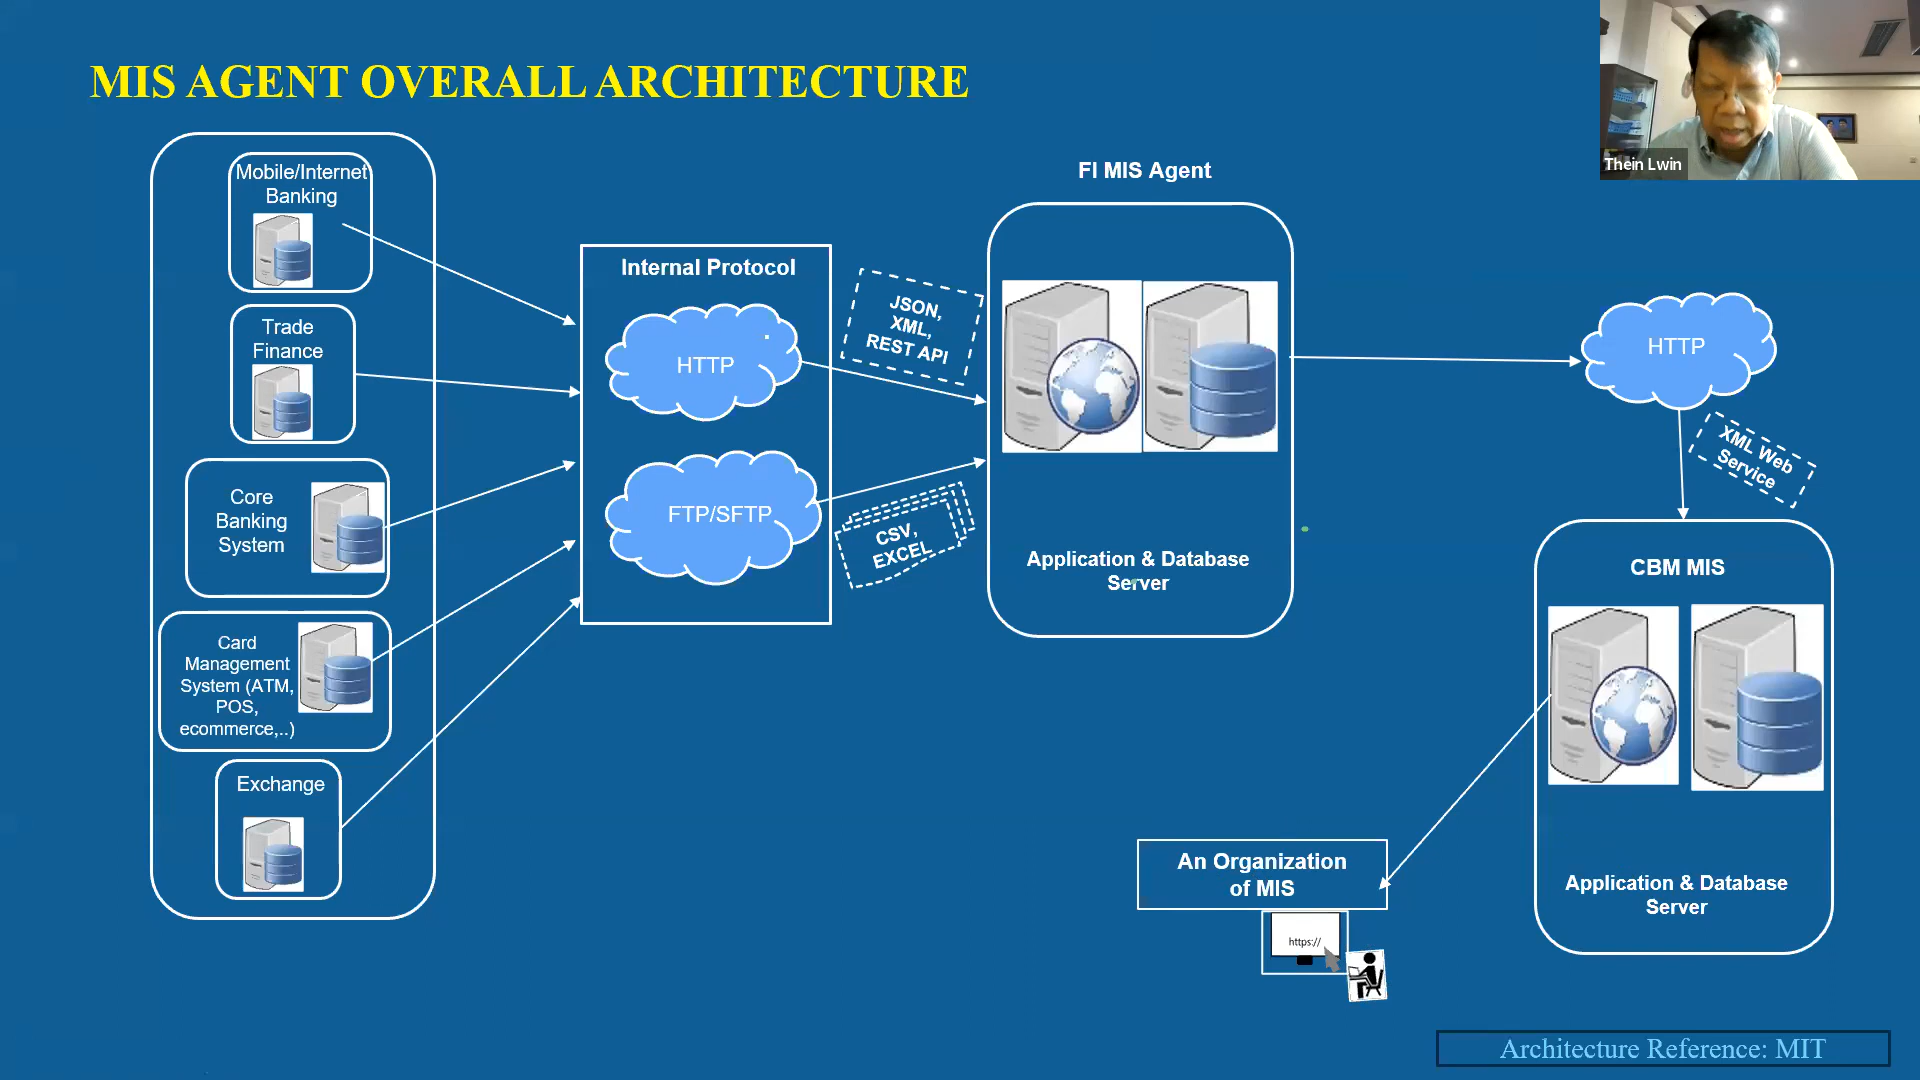 MIS AGENT OVERALL ARCHITECTURE
Thein Lwin
Mobile/Internet
Banking
Trade
Finance
Core
Banking
System
Card
Management
System (ATM,
POS,
ecommerce,..)
Exchange
Internal Protocol
HTTP
FTP/SFTP
JSON,
XML,
REST API
CSV,
EXCEL
FI MIS Agent
Application & Database
Server
HTTP
XML Web
Service
CBM MIS
Application & Database
Server
An Organization
of MIS
https://
Architecture Reference: MIT